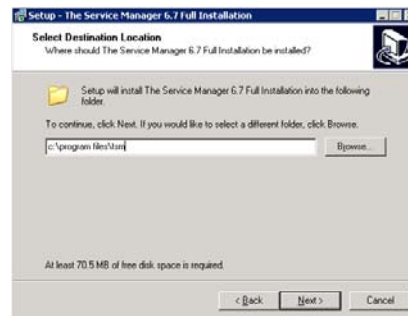 Setup - The Service Manager 6.7 Full Installation
Select Destination Location
Where should The Service Manager 6.7 Full Installation be installed?
Setup will install The Service Manager 6.7 Full Installation into the following
folder.
To continue, click Next. If you would like to select a different folder, click Browse.
c:\program files\tsm
Browse...
At least 70.5 MB of free disk space is required.
< Back
Next >
Cancel